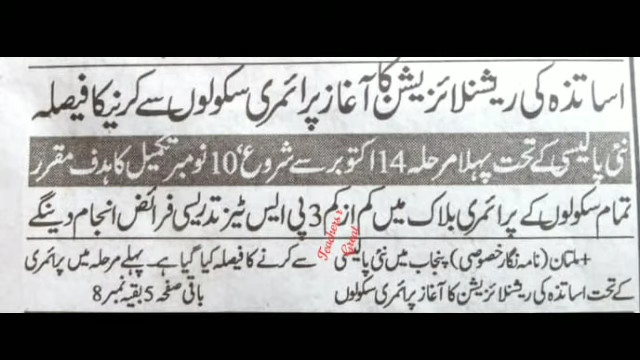 اساتذہ کی ریشنلائزیشن کا آغاز پرائمری سکولوں سے کرنیکا فیصلہ
نئی پالیسی کے تحت پہلا مرحلہ 14 اکتوبر سے شروع، 10 نومبر تکمیل کا ہدف مقرر
تمام سکولوں کے پرائمری بلاک میں کم از کم 3 پی ایس ٹیز تدریسی فرائض انجام دینگے
+ ملتان (نامہ نگار خصوصی) پنجاب میں نئی پالیسی
کے تحت اساتذہ کی ریشنلائزیشن کا آغاز پرائمری سکولوں
سے کرنے کا فیصلہ کیا گیا ہے۔ پہلے مرحلہ میں پرائمری
باقی صفحہ 5 بقیہ نمبر 8
Teachers